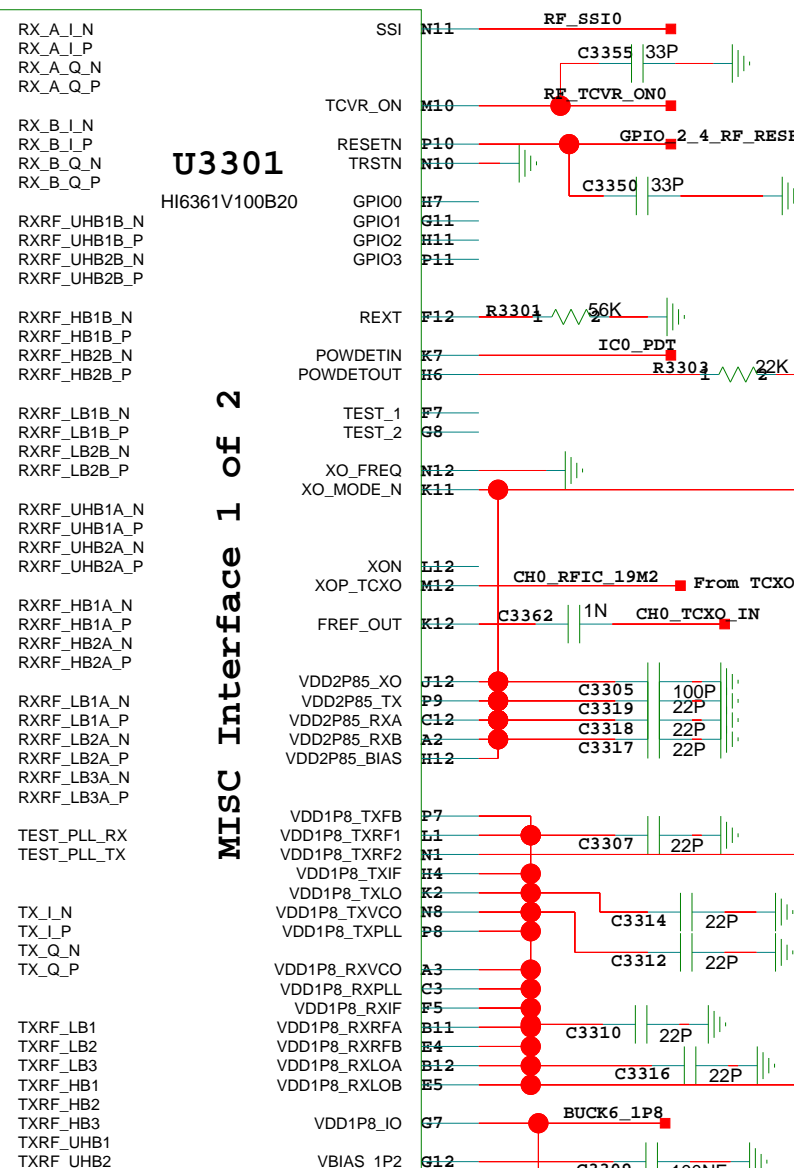 RX_A_I_N SSI N11 RF_SSI0
RX_A_I_P
RX_A_Q_N C3355 33P
RX_A_Q_P
RF_TCVR_ON0
TCVR_ON M10
RX_B_I_N
RX_B_I_P RESETN P10 GPIO_2_4_RF_RESE
RX_B_Q_N U3301 TRSTN N10
RX_B_Q_P C3350 33P
HI6361V100B20 GPIO0 H7
RXRF_UHB1B_N GPIO1 G11
RXRF_UHB1B_P GPIO2 H11
RXRF_UHB2B_N GPIO3 P11
RXRF_UHB2B_P
RXRF_HB1B_N REXT F12 R3301 1 2 56K
RXRF_HB1B_P
IC0_PDT
RXRF_HB2B_N POWDETIN K7
RXRF_HB2B_P POWDETOUT H6 R3303 1 2 22K
RXRF_LB1B_N TEST_1 F7
RXRF_LB1B_P TEST_2 G8
RXRF_LB2B_N
RXRF_LB2B_P XO_FREQ N12
XO_MODE_N K11
RXRF_UHB1A_N
RXRF_UHB1A_P
RXRF_UHB2A_N
RXRF_UHB2A_P XON L12
XOP_TCXO M12 CH0_RFIC_19M2 From TCXO
RXRF_HB1A_N
RXRF_HB1A_P FREF_OUT K12 C3362 1N CH0_TCXO_IN
RXRF_HB2A_N
RXRF_HB2A_P
MISC Interface 1 of 2
VDD2P85_XO J12 C3305 100P
RXRF_LB1A_N VDD2P85_TX P9 C3319 22P
RXRF_LB1A_P VDD2P85_RXA C12 C3318 22P
RXRF_LB2A_N VDD2P85_RXB A2 C3317 22P
RXRF_LB2A_P VDD2P85_BIAS H12
RXRF_LB3A_N
RXRF_LB3A_P
VDD1P8_TXFB P7
TEST_PLL_RX VDD1P8_TXRF1 L1 C3307 22P
TEST_PLL_TX VDD1P8_TXRF2 N1
VDD1P8_TXIF H4
VDD1P8_TXLO K2
TX_I_N VDD1P8_TXVCO N8 C3314 22P
TX_I_P VDD1P8_TXPLL P8
TX_Q_N C3312 22P
TX_Q_P VDD1P8_RXVCO A3
VDD1P8_RXPLL C3
VDD1P8_RXIF F5
TXRF_LB1 VDD1P8_RXRFA B11 C3310 22P
TXRF_LB2 VDD1P8_RXRFB E4
TXRF_LB3 VDD1P8_RXLOA B12 C3316 22P
TXRF_HB1 VDD1P8_RXLOB E5
TXRF_HB2
TXRF_HB3 VDD1P8_IO G7 BUCK6_1P8
TXRF_UHB1
TXRF_UHB2 VBIAS_1P2 G12